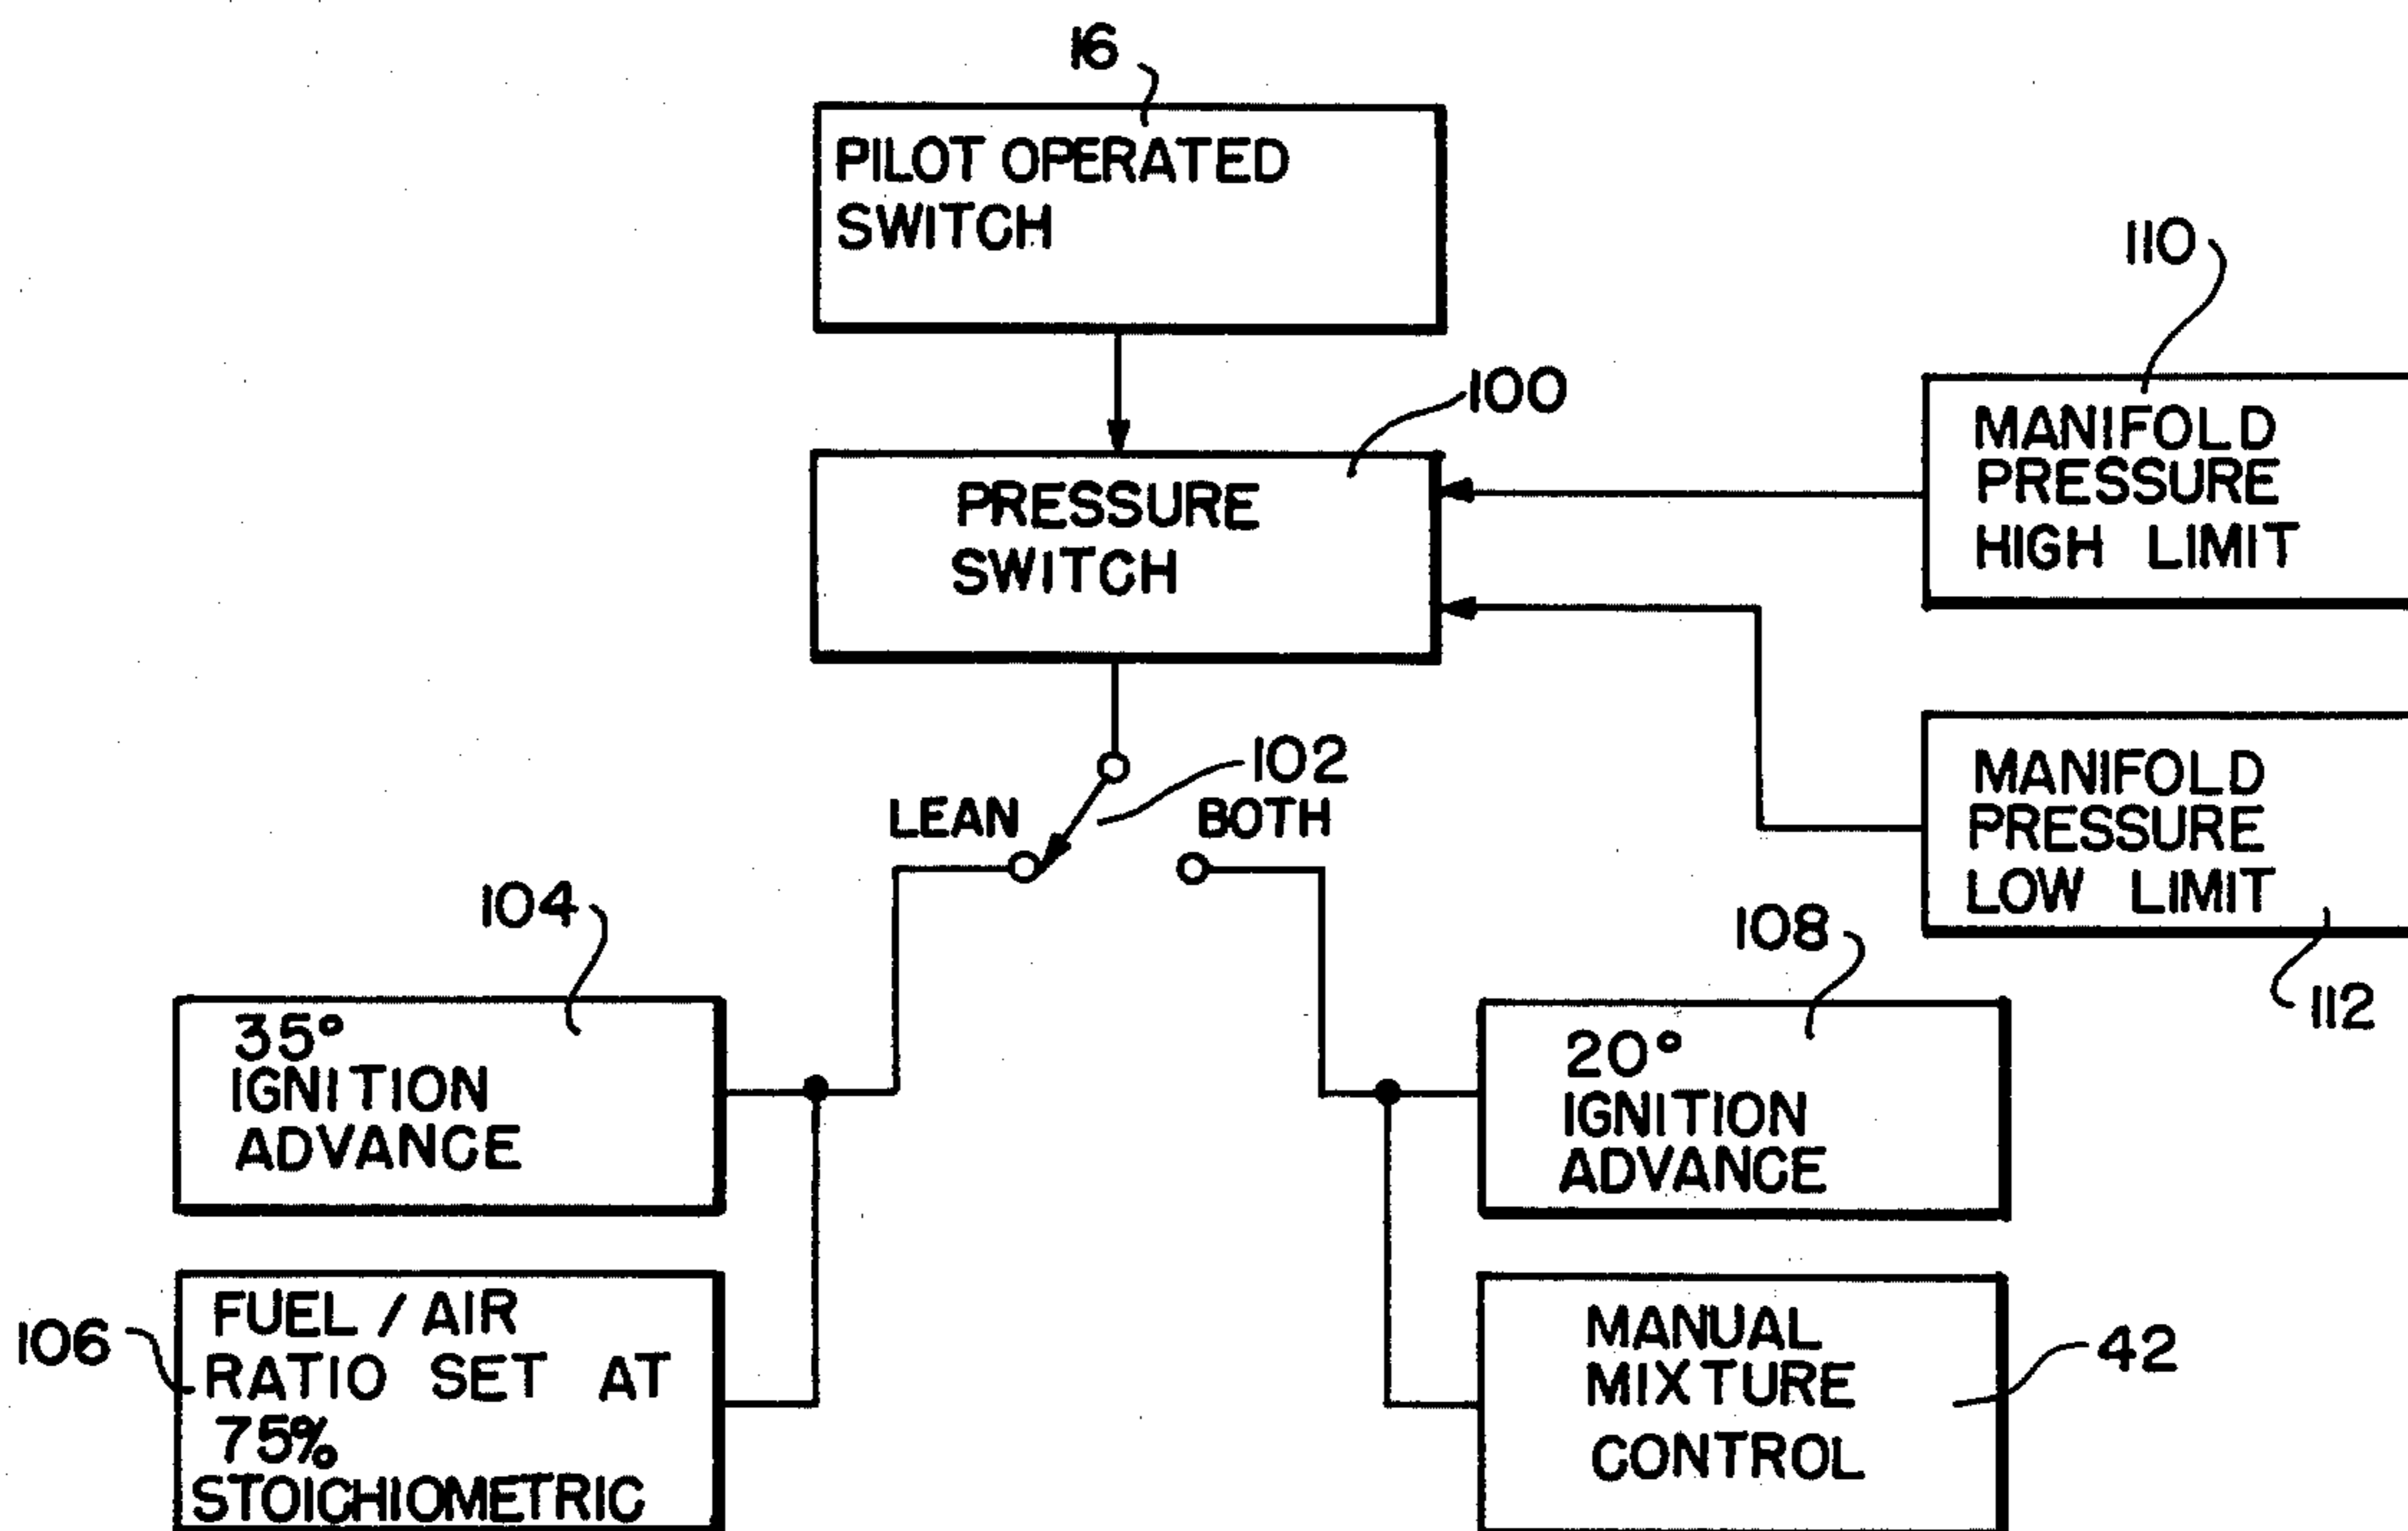 16
PILOT OPERATED
SWITCH
110
100
MANIFOLD
PRESSURE
HIGH LIMIT
PRESSURE
SWITCH
102
LEAN
BOTH
MANIFOLD
PRESSURE
LOW LIMIT
112
104
108
35°
IGNITION
ADVANCE
20°
IGNITION
ADVANCE
106
FUEL / AIR
RATIO SET AT
75%
STOICHIOMETRIC
MANUAL
MIXTURE
CONTROL
42